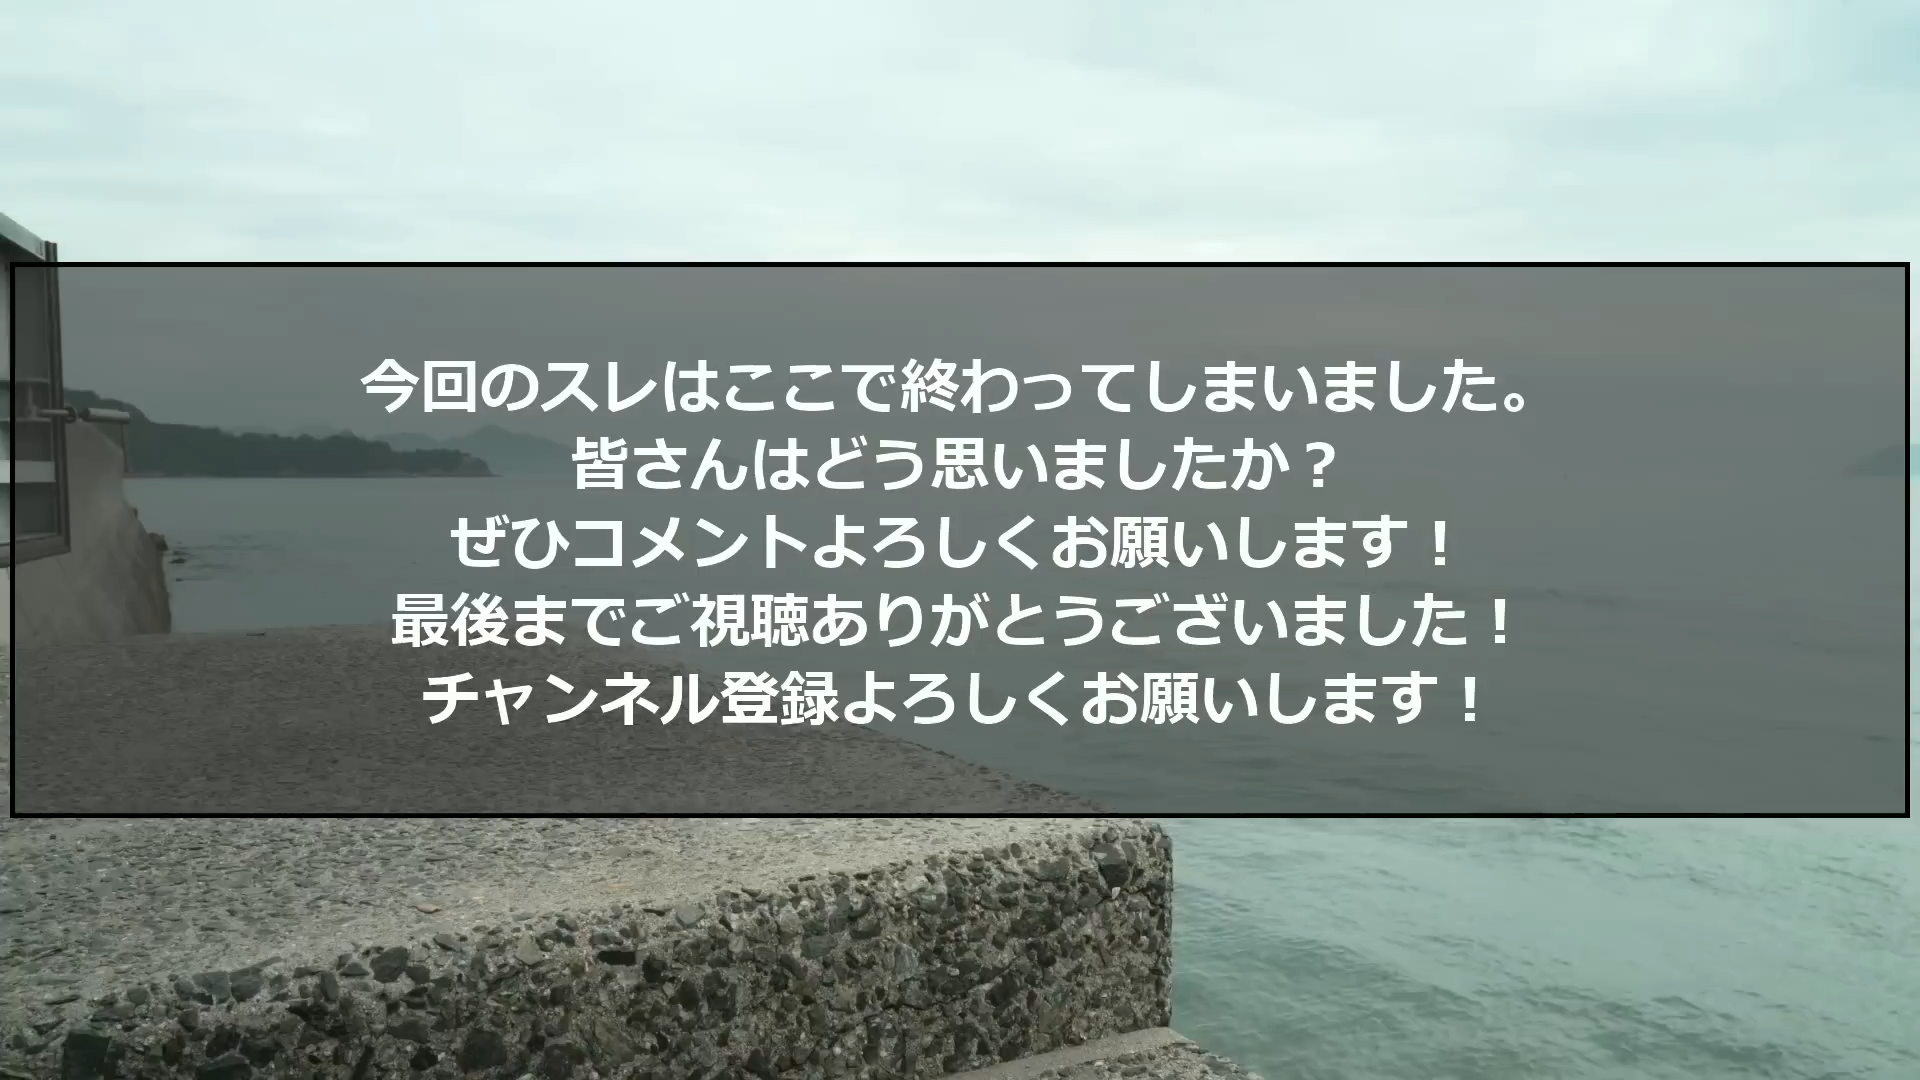 今回のスレはここで終わってしまいました。
皆さんはどう思いましたか？
ぜひコメントよろしくお願いします！
最後までご視聴ありがとうございました！
チャンネル登録よろしくお願いします！